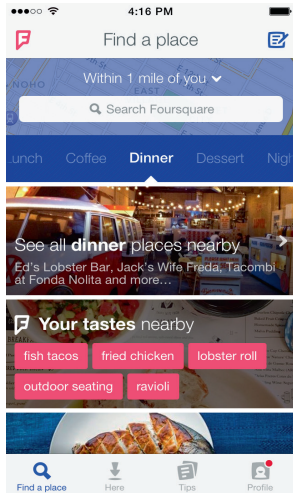 4:16 PM
Find a place
Within 1 mile of you
NOHO
EAST
Search Foursquare
unch Coffee Dinner Dessert Nigh
See all dinner places nearby
Ed's Lobster Bar, Jack's Wife Freda, Tacombi
at Fonda Nolita and more...
Your tastes nearby
fish tacos fried chicken lobster roll
outdoor seating ravioli
Find a place Here Tips Profile